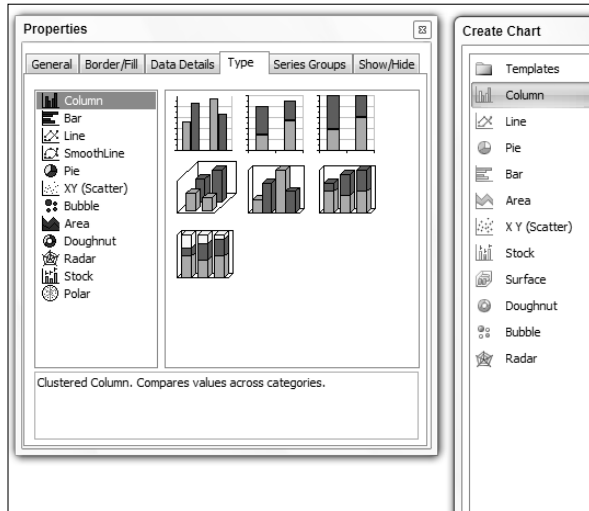 Properties
General
Border/Fill
Data Details
Type
Series Groups
Show/Hide
Column
Bar
Line
SmoothLine
Pie
XY (Scatter)
Bubble
Area
Doughnut
Radar
Stock
Polar
Clustered Column. Compares values across categories.
Create Chart
Templates
Column
Line
Pie
Bar
Area
X Y (Scatter)
Stock
Surface
Doughnut
Bubble
Radar